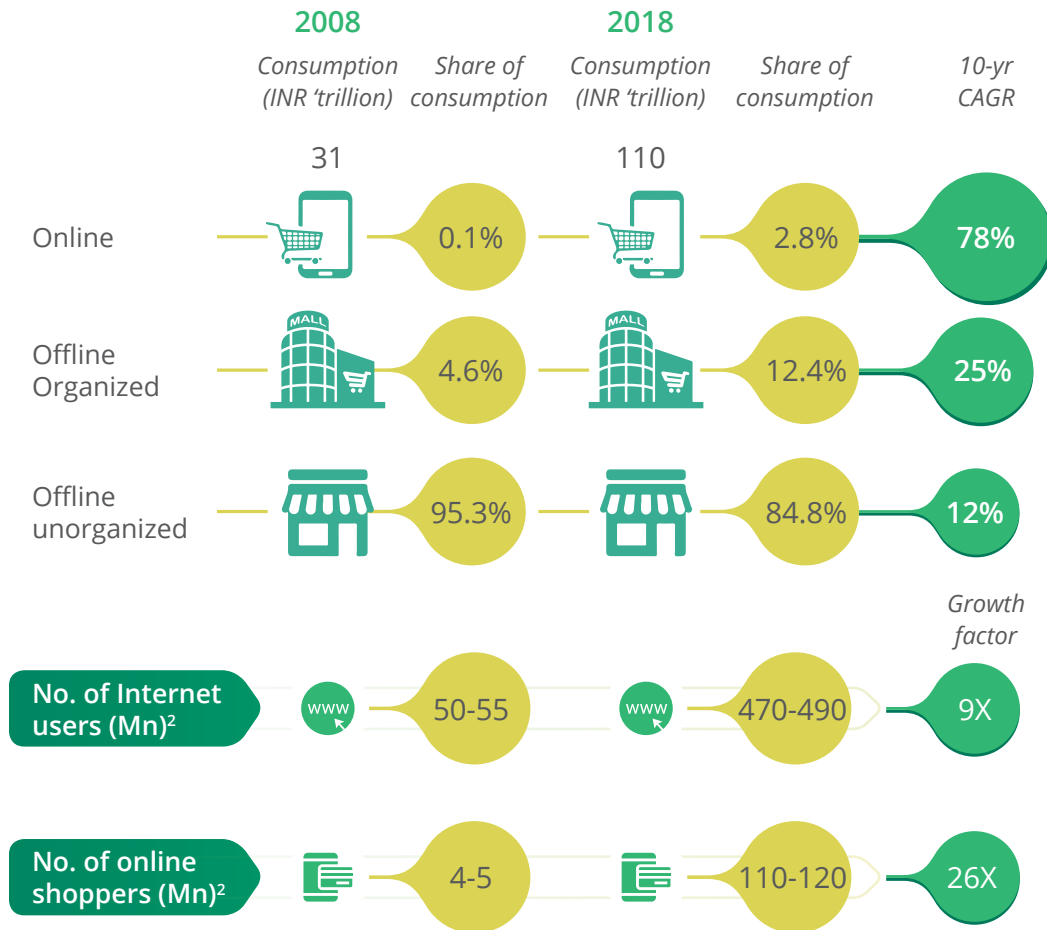 2008
2018
Consumption
(INR ‘trillion)
Share of
consumption
Consumption
(INR ‘trillion)
Share of
consumption
10-yr
CAGR
31
110
Online
0.1%
2.8%
78%
Offline
Organized
MALL
4.6%
MALL
12.4%
25%
Offline
unorganized
95.3%
84.8%
12%
Growth
factor
No. of Internet
users (Mn)²
www
50-55
www
470-490
9X
No. of online
shoppers (Mn)²
4-5
110-120
26X